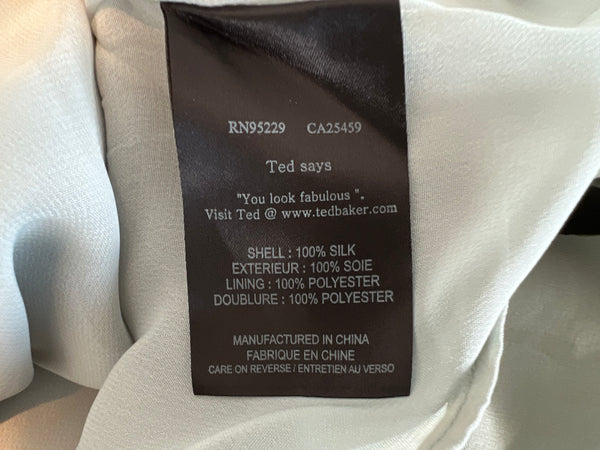 RN95229 CA25459
Ted says
"You look fabulous ".
Visit Ted @ www.tedbaker.com
SHELL : 100% SILK
EXTERIEUR : 100% SOIE
LINING : 100% POLYESTER
DOUBLURE : 100% POLYESTER
MANUFACTURED IN CHINA
FABRIQUE EN CHINE
CARE ON REVERSE / ENTRETIEN AU VERSO